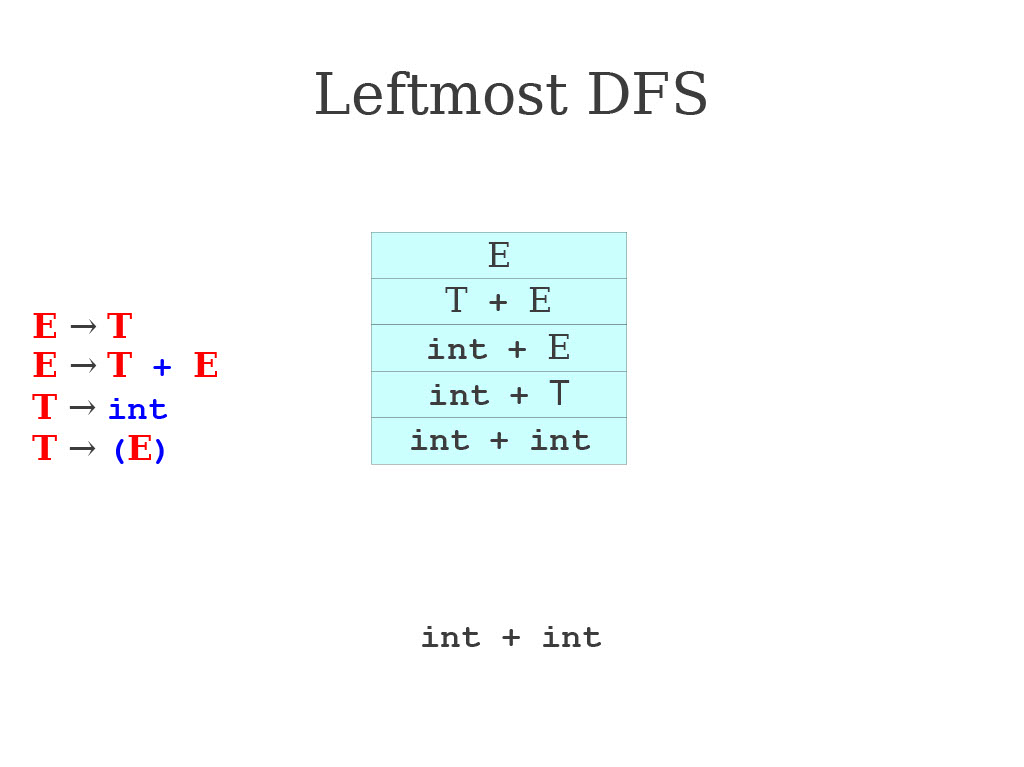 Leftmost DFS
E → T
E → T + E
T → int
T → (E)
E
T + E
int + E
int + T
int + int
int + int